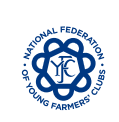 NATIONAL FEDERATION
• OF YOUNG FARMERS' CLUBS •
YFC